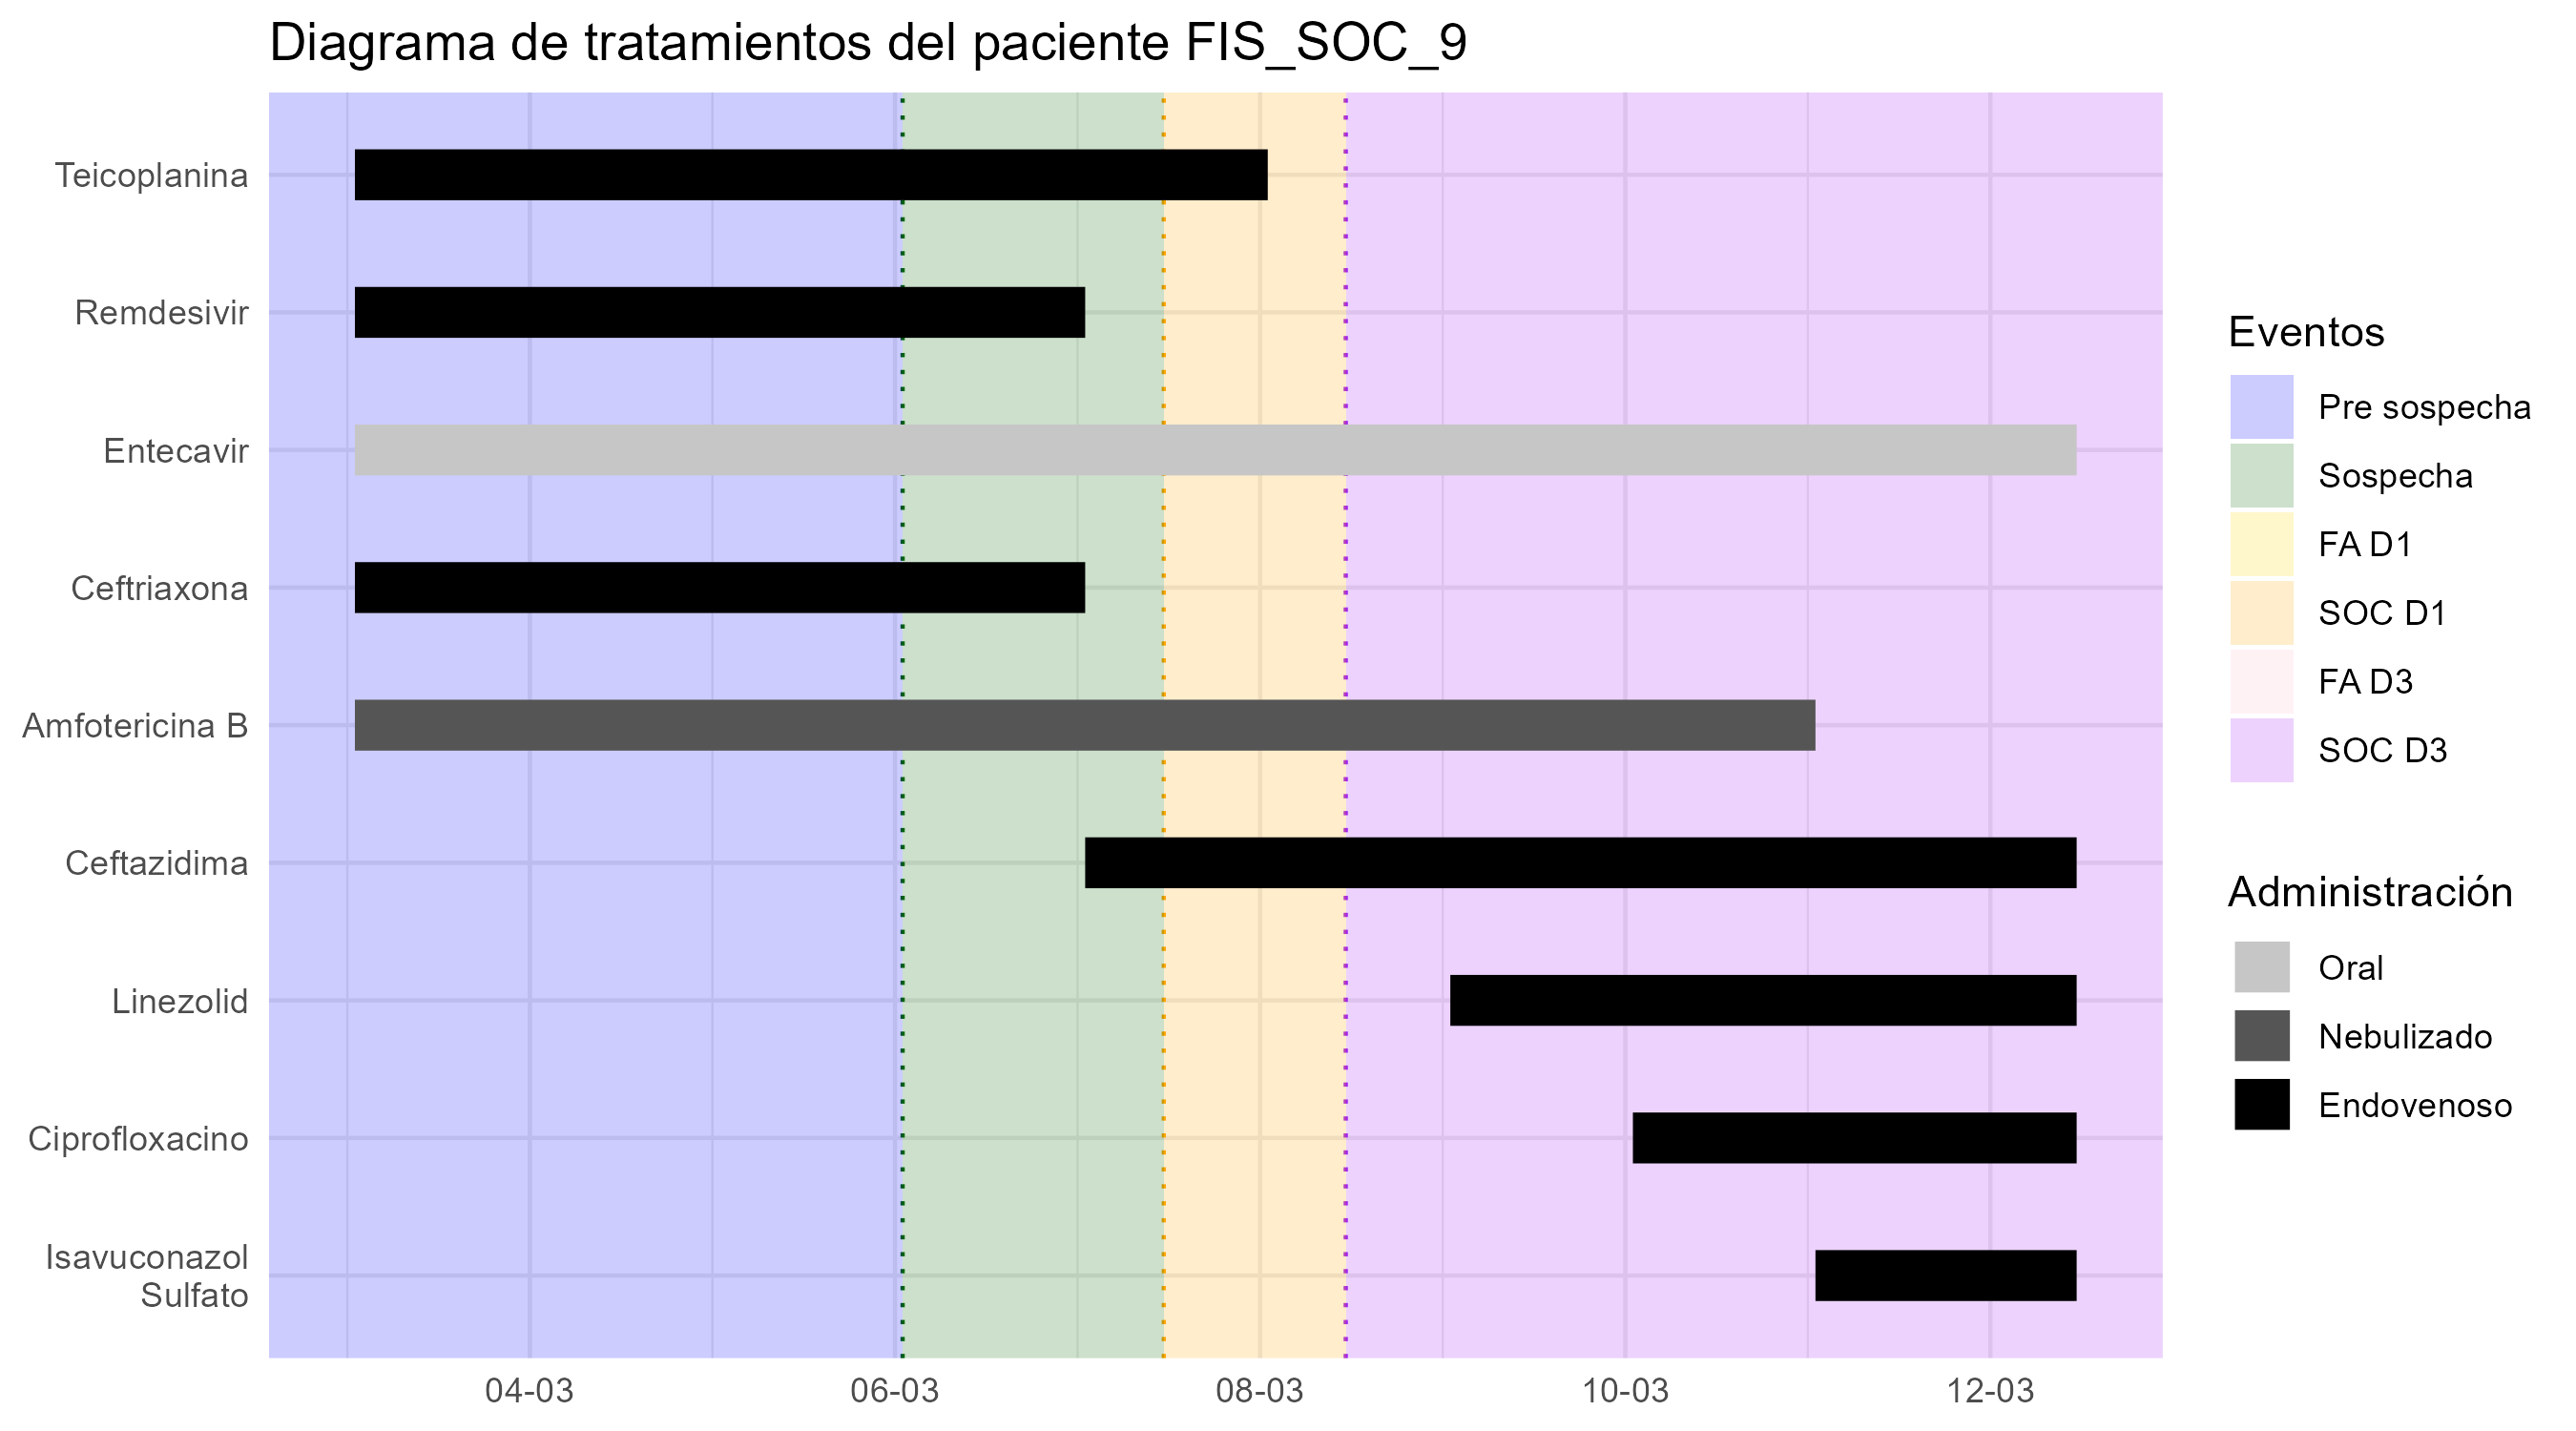 Diagrama de tratamientos del paciente FIS_SOC_9
Teicoplanina
Remdesivir
Entecavir
Ceftriaxona
Amfotericina B
Ceftazidima
Linezolid
Ciprofloxacino
Isavuconazol
Sulfato
04-03
06-03
08-03
10-03
12-03
Eventos
Pre sospecha
Sospecha
FA D1
SOC D1
FA D3
SOC D3
Administración
Oral
Nebulizado
Endovenoso